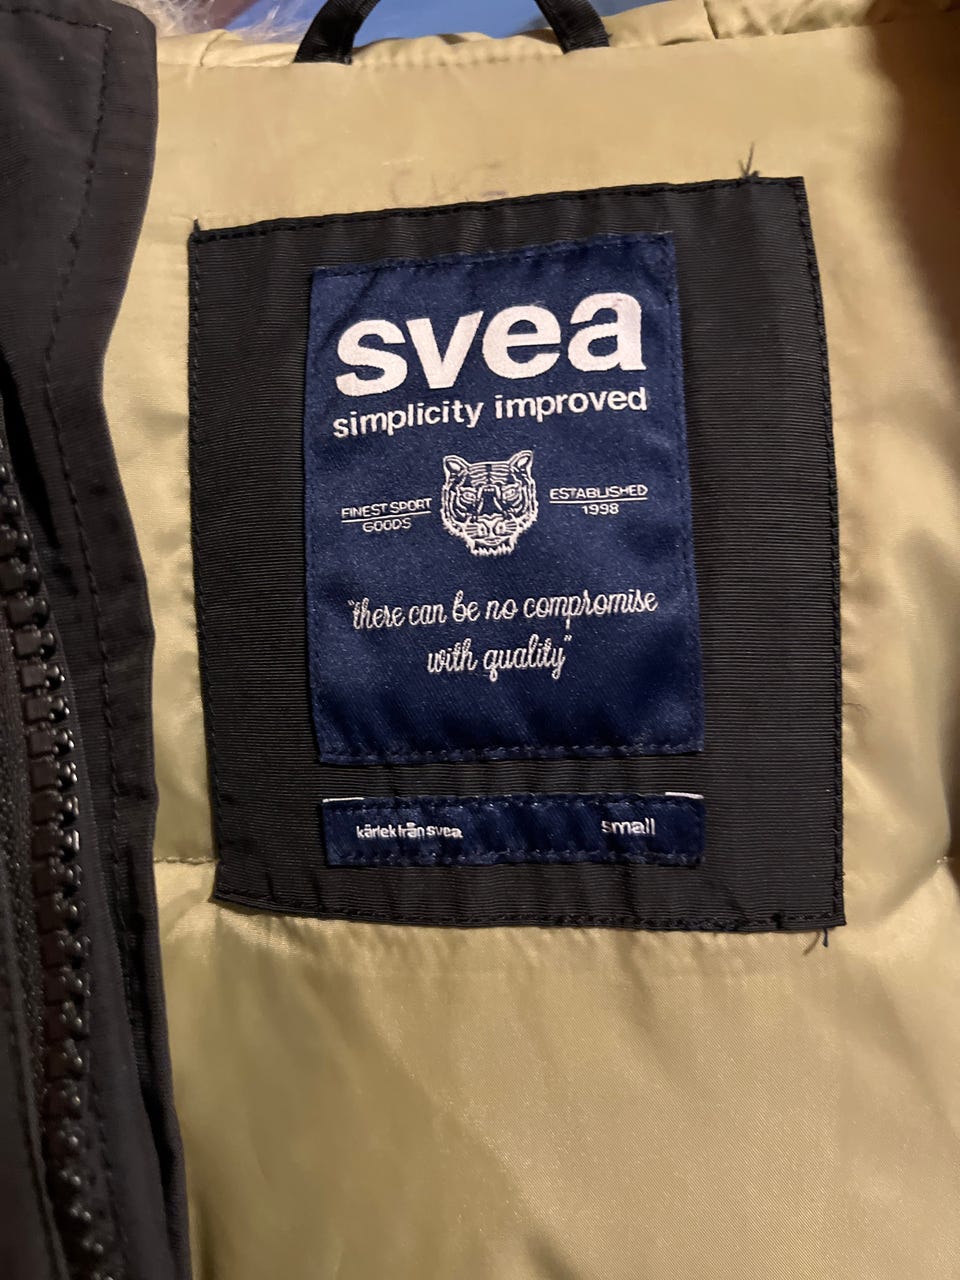 svea
simplicity improved
FINEST SPORT
GOODS
ESTABLISHED
1998
"there can be no compromise
with quality"
kärlek från svea
small